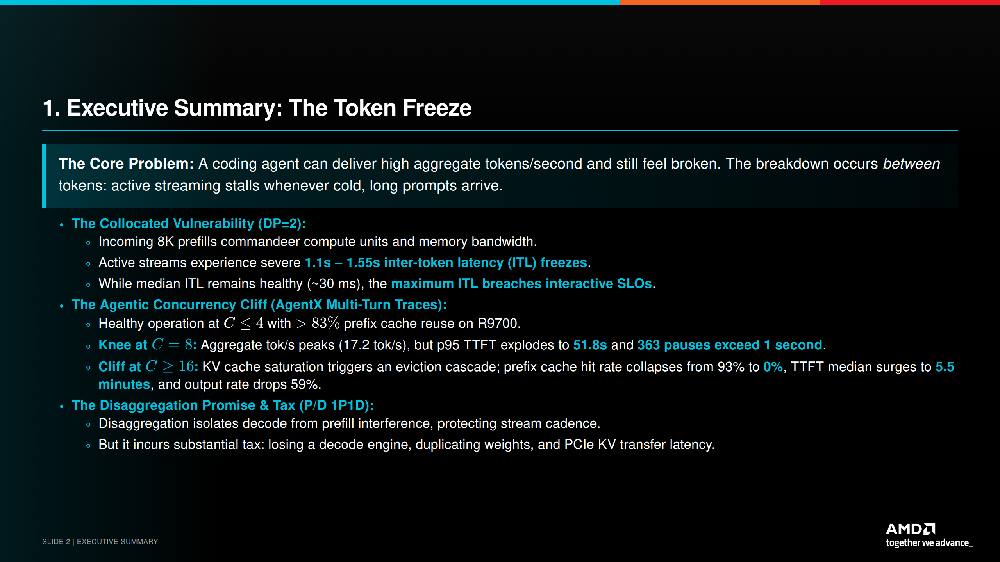 1. Executive Summary: The Token Freeze
The Core Problem: A coding agent can deliver high aggregate tokens/second and still feel broken. The breakdown occurs between
tokens: active streaming stalls whenever cold, long prompts arrive.
• The Collocated Vulnerability (DP=2):
◦ Incoming 8K prefills commandeer compute units and memory bandwidth.
◦ Active streams experience severe 1.1s – 1.55s inter-token latency (ITL) freezes.
◦ While median ITL remains healthy (~30 ms), the maximum ITL breaches interactive SLOs.
• The Agentic Concurrency Cliff (AgentX Multi-Turn Traces):
◦ Healthy operation at C ≤ 4 with > 83% prefix cache reuse on R9700.
◦ Knee at C = 8: Aggregate tok/s peaks (17.2 tok/s), but p95 TTFT explodes to 51.8s and 363 pauses exceed 1 second.
◦ Cliff at C ≥ 16: KV cache saturation triggers an eviction cascade; prefix cache hit rate collapses from 93% to 0%, TTFT median surges to 5.5
minutes, and output rate drops 59%.
• The Disaggregation Promise & Tax (P/D 1P1D):
◦ Disaggregation isolates decode from prefill interference, protecting stream cadence.
◦ But it incurs substantial tax: losing a decode engine, duplicating weights, and PCIe KV transfer latency.
SLIDE 2 | EXECUTIVE SUMMARY
AMD
together we advance_